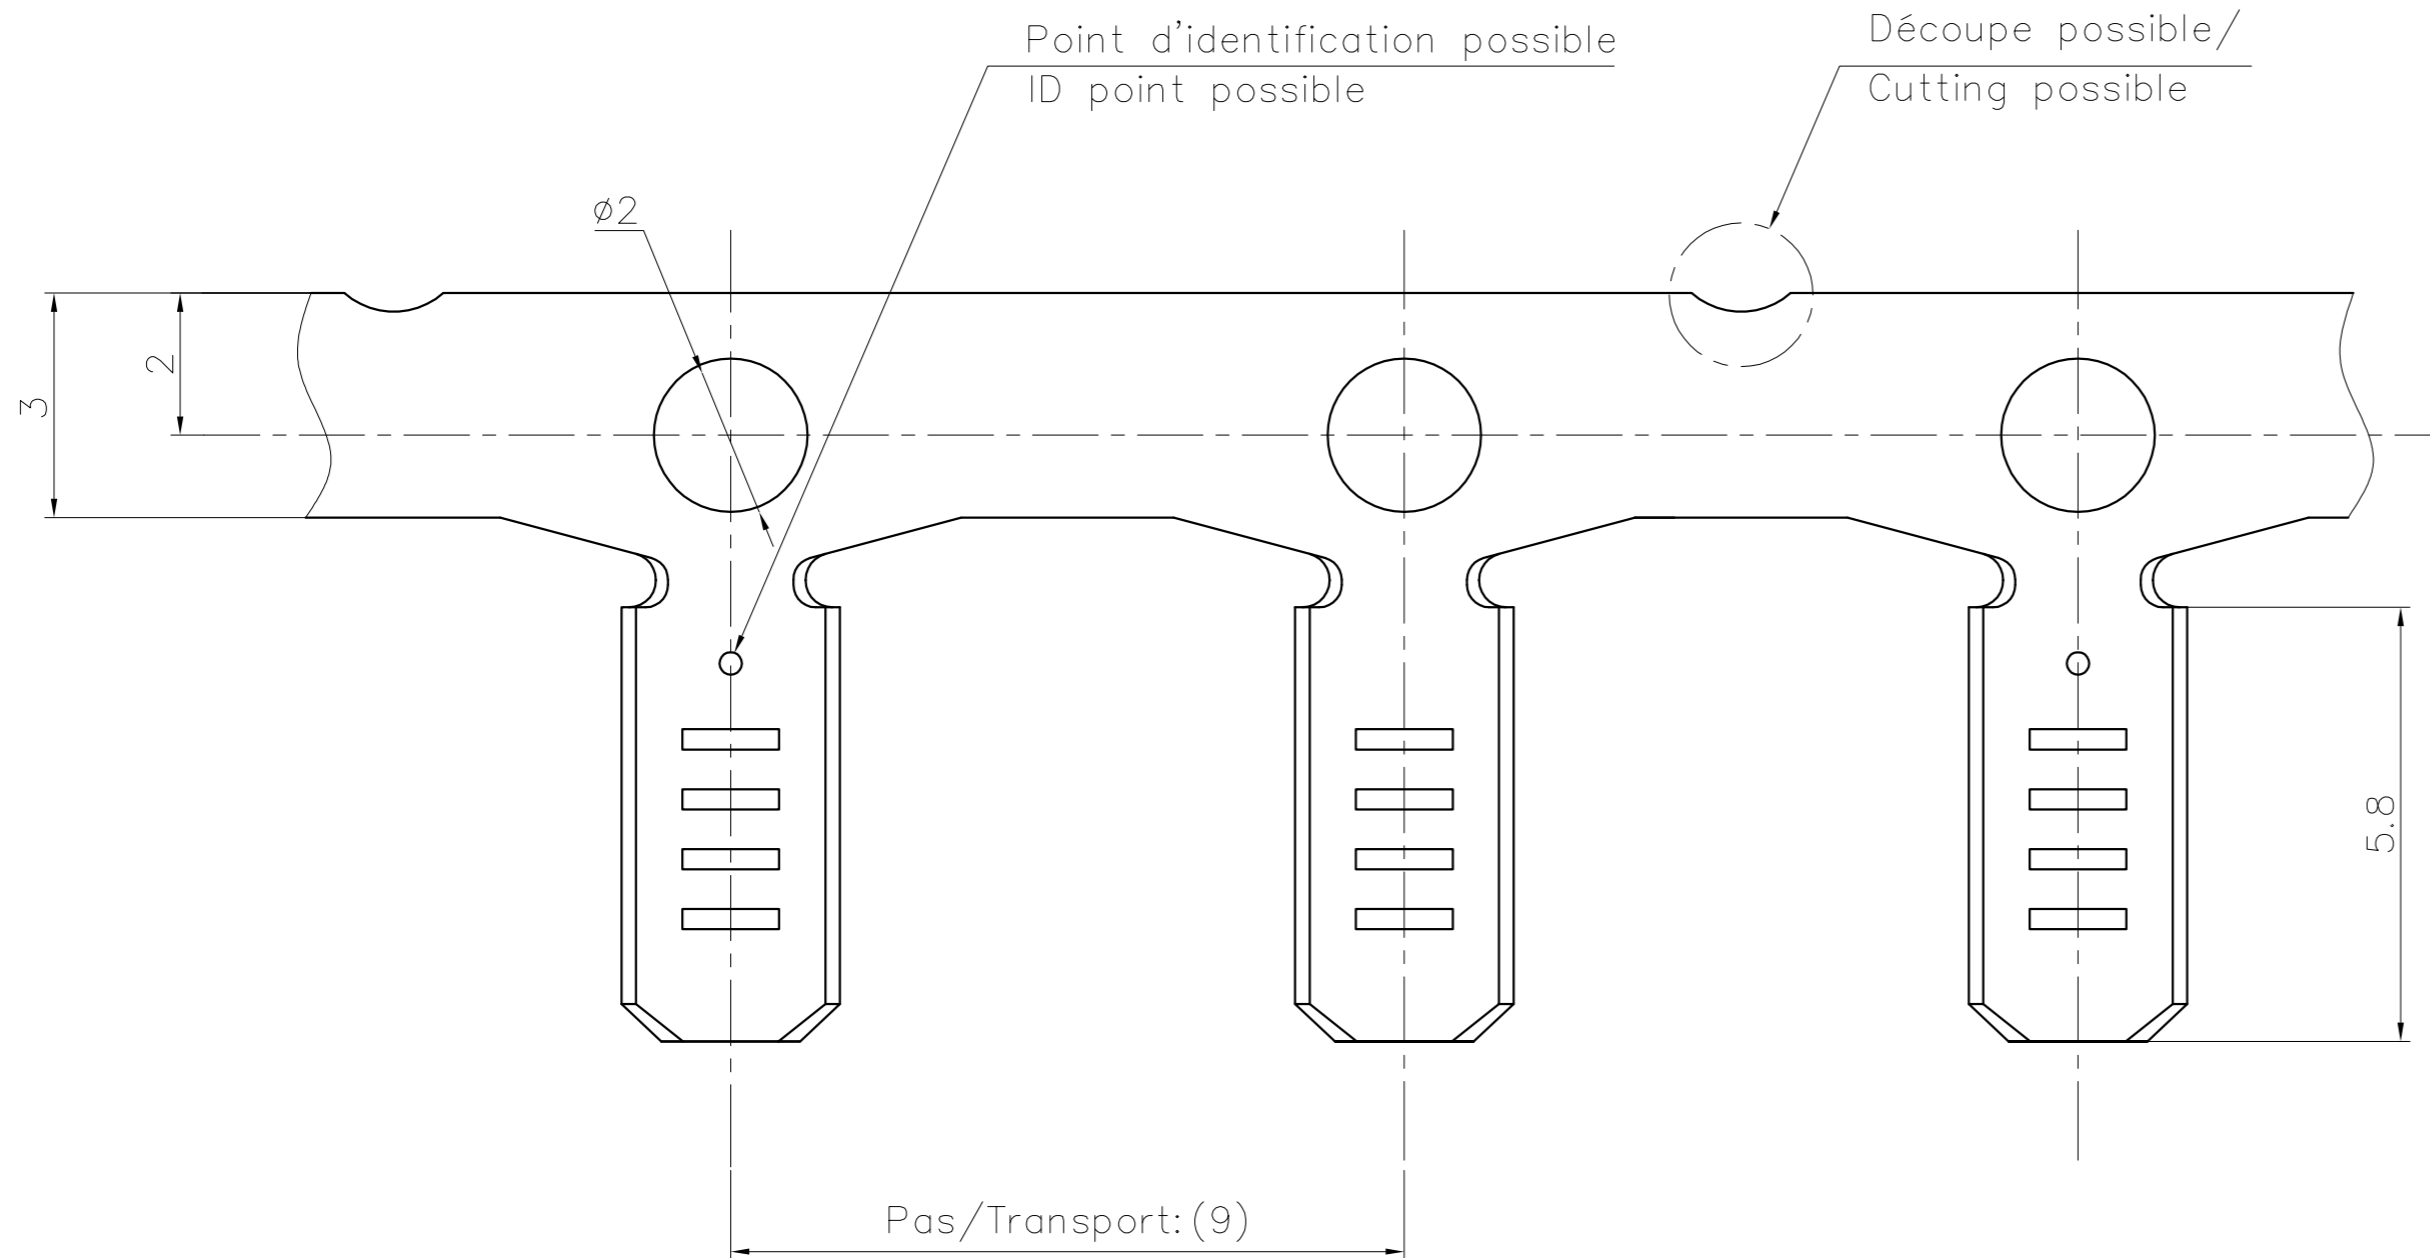 Point d'identification possible
ID point possible
Découpe possible/
Cutting possible
ø2
3
2
5.8
Pas/Transport:(9)